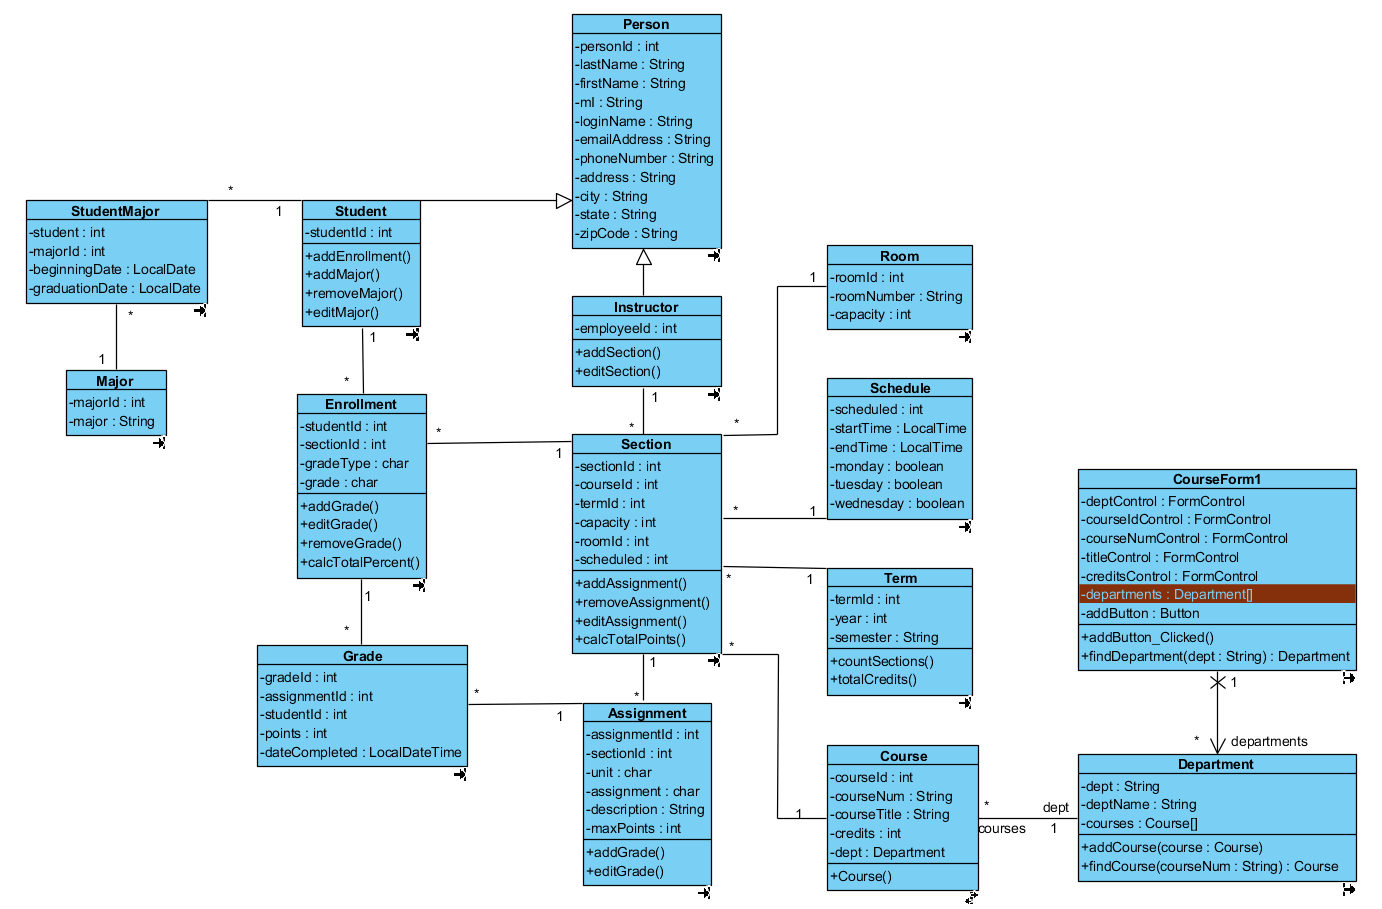 Person
-personId : int
-lastName : String
-firstName : String
-mI : String
-loginName : String
-emailAddress : String
-phoneNumber : String
-address : String
-city : String
-state : String
-zipCode : String
*
1
StudentMajor
-student : int
-majorId : int
-beginningDate : LocalDate
-graduationDate : LocalDate
*
1
Major
-majorId : int
-major : String
Student
-studentId : int
+addEnrollment()
+addMajor()
+removeMajor()
+editMajor()
1
*
Instructor
-employeeId : int
+addSection()
+editSection()
1
*
Room
-roomId : int
-roomNumber : String
-capacity : int
1
*
Schedule
-scheduled : int
-startTime : LocalTime
-endTime : LocalTime
-monday : boolean
-tuesday : boolean
-wednesday : boolean
*
1
Enrollment
-studentId : int
-sectionId : int
-gradeType : char
-grade : char
+addGrade()
+editGrade()
+removeGrade()
+calcTotalPercent()
*
1
1
*
Section
-sectionId : int
-courseId : int
-termId : int
-capacity : int
-roomId : int
-scheduled : int
+addAssignment()
+removeAssignment()
+editAssignment()
+calcTotalPoints()
1
*
*
1
Term
-termId : int
-year : int
-semester : String
+countSections()
+totalCredits()
*
1
CourseForm1
-deptControl : FormControl
-courseIdControl : FormControl
-courseNumControl : FormControl
-titleControl : FormControl
-creditsControl : FormControl
-departments : Department[]
-addButton : Button
+addButton_Clicked()
+findDepartment(dept : String) : Department
1
*
departments
Grade
-gradeId : int
-assignmentId : int
-studentId : int
-points : int
-dateCompleted : LocalDateTime
*
1
Assignment
-assignmentId : int
-sectionId : int
-unit : char
-assignment : char
-description : String
-maxPoints : int
+addGrade()
+editGrade()
Course
-courseId : int
-courseNum : String
-courseTitle : String
-credits : int
-dept : Department
+Course()
*
dept
courses
1
Department
-dept : String
-deptName : String
-courses : Course[]
+addCourse(course : Course)
+findCourse(courseNum : String) : Course